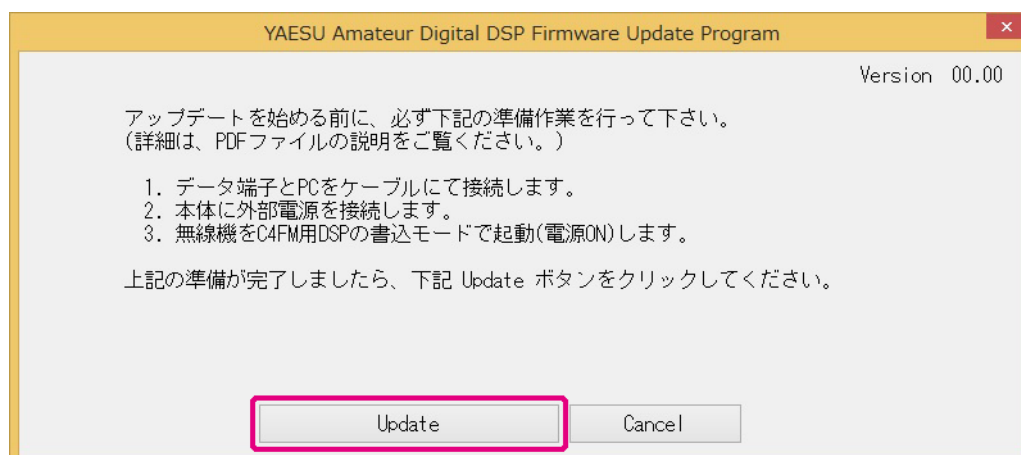 YAESU Amateur Digital DSP Firmware Update Program
×
Version 00.00
アップデートを始める前に、必ず下記の準備作業を行って下さい。
(詳細は、PDFファイルの説明をご覧ください。)
1. データ端子とPCをケーブルにて接続します。
2. 本体に外部電源を接続します。
3. 無線機をC4FM用DSPの書込モードで起動(電源ON)します。
上記の準備が完了しましたら、下記 Update ボタンをクリックしてください。
Update
Cancel